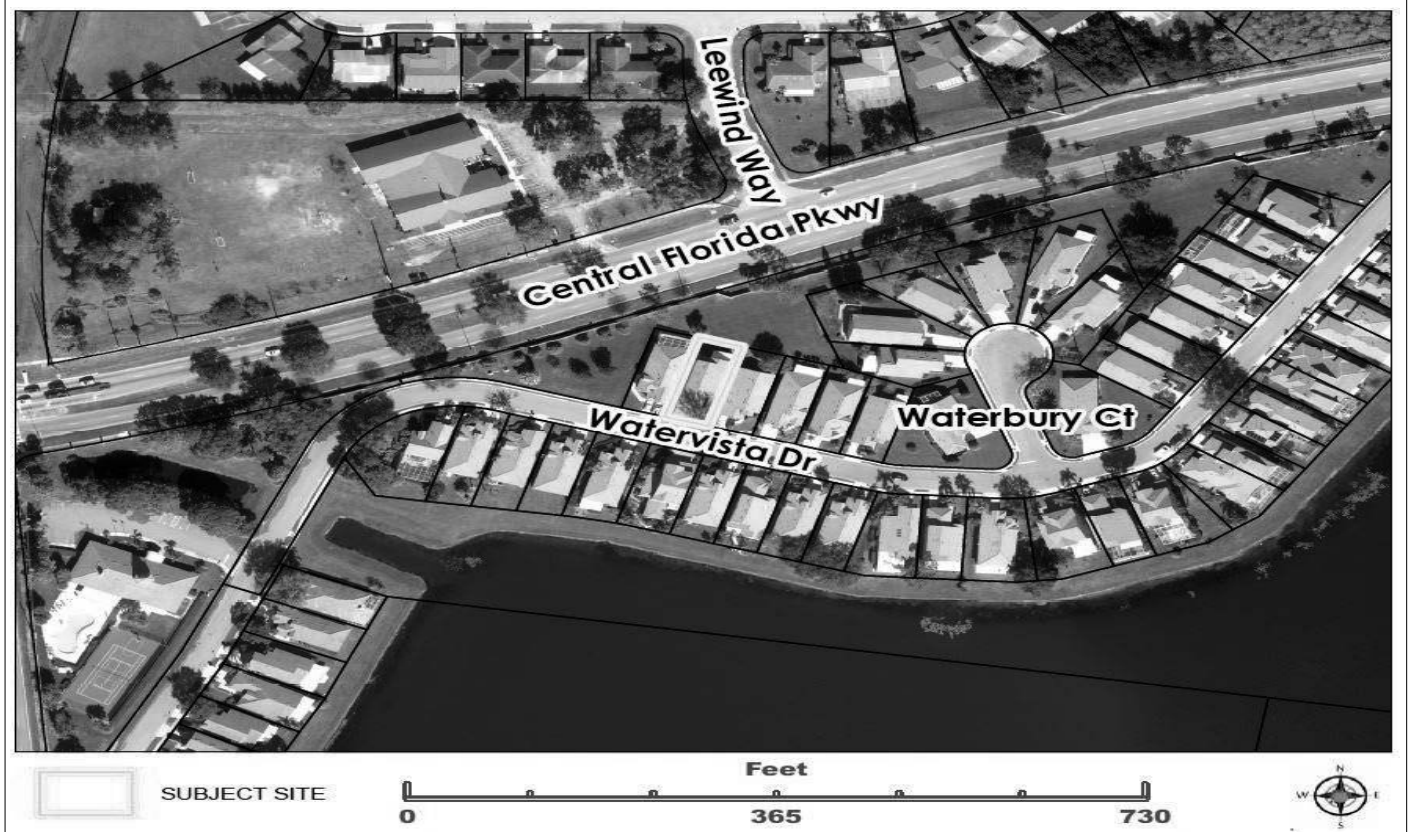 Leewind Way
Central Florida Pkwy
Watervista Dr
Waterbury Ct
SUBJECT SITE
Feet
0 365 730
N
W E
S